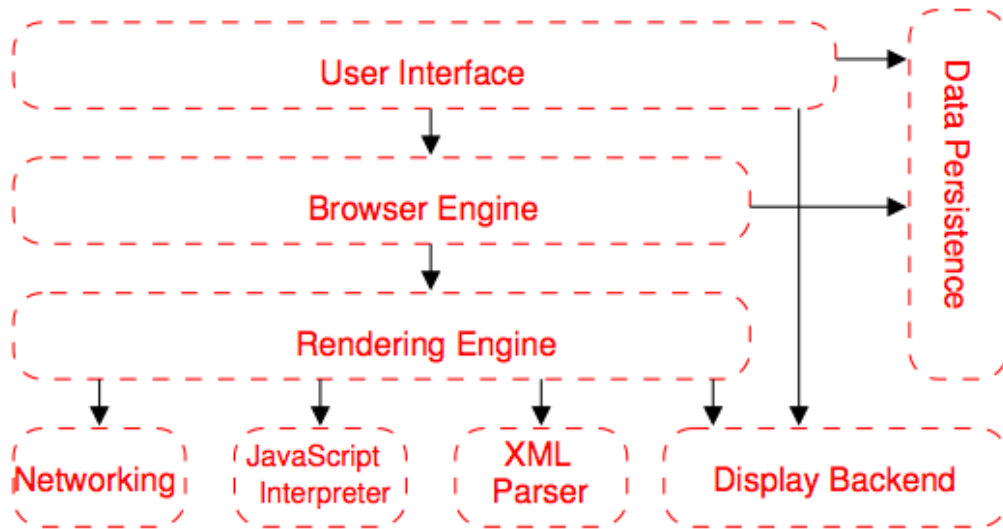 User Interface
Data Persistence
Browser Engine
Rendering Engine
Networking
JavaScript
Interpreter
XML
Parser
Display Backend